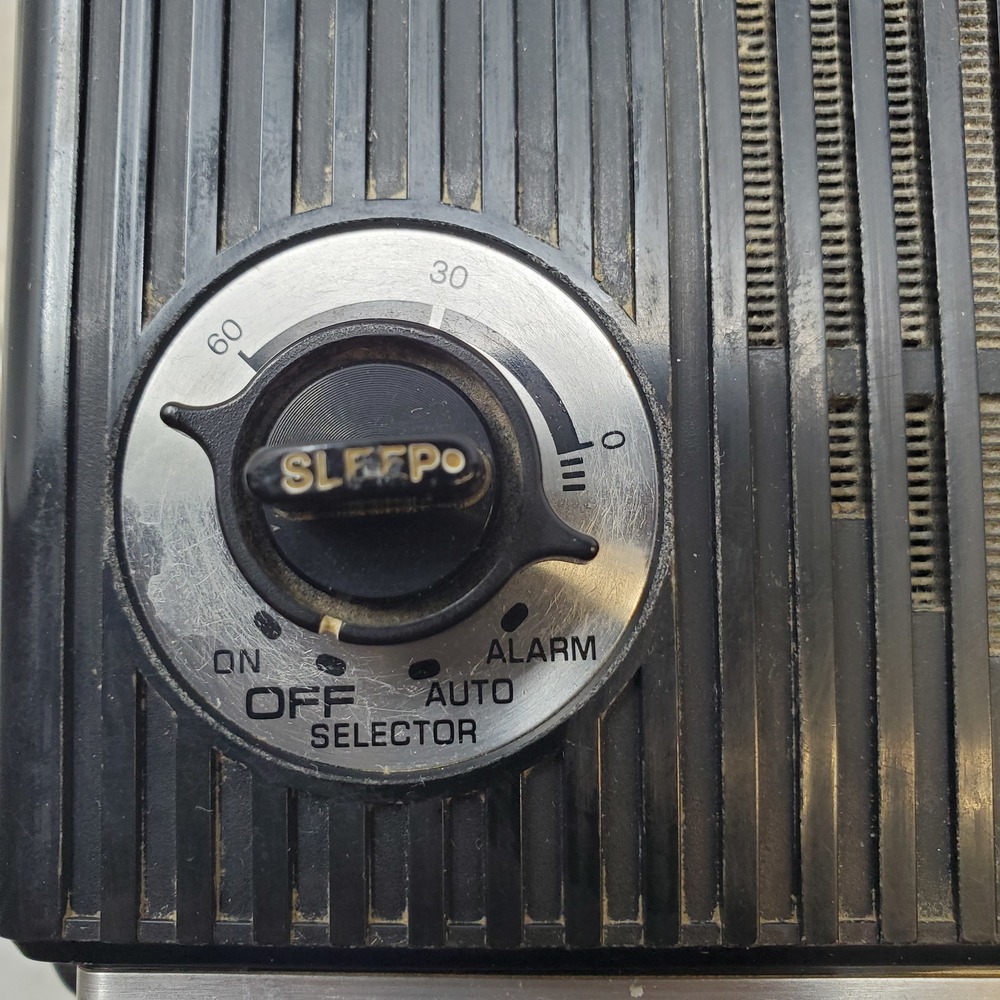 30
60
0
SLEEP
ON
ALARM
OFF
AUTO
SELECTOR